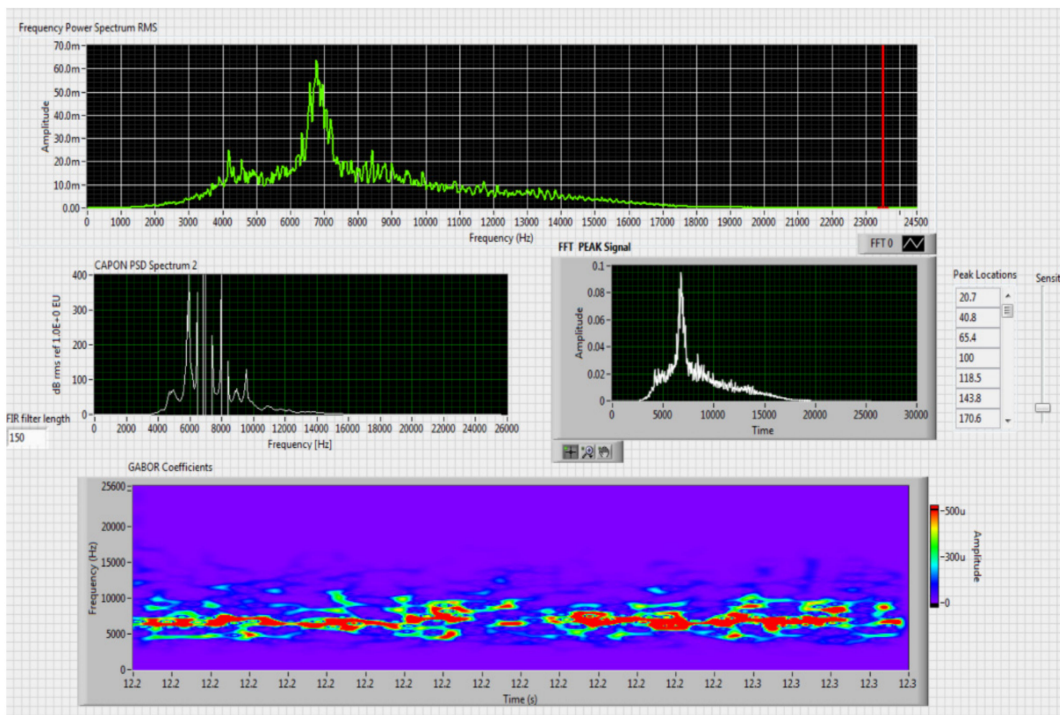 Frequency Power Spectrum RMS
70.0m
60.0m
50.0m
40.0m
30.0m
20.0m
10.0m
0.00
Amplitude
0 1000 2000 3000 4000 5000 6000 7000 8000 9000 10000 11000 12000 13000 14000 15000 16000 17000 18000 19000 20000 21000 22000 23000 24500
Frequency (Hz)
CAPON PSD Spectrum 2
400
300
200
100
0
dB rms ref 1.0E+0 EU
0 2000 4000 6000 8000 10000 12000 14000 16000 18000 20000 22000 24000 26000
Frequency [Hz]
FIR filter length
150
FFT PEAK Signal
FFT 0
0.1
0.08
0.06
0.04
0.02
0
Amplitude
0 5000 10000 15000 20000 25000 30000
Time
Peak Locations
20.7
40.8
65.4
100
118.5
143.8
170.6
Sensit
GABOR Coefficients
25600
20000
15000
10000
5000
0
Frequency (Hz)
12.2 12.2 12.2 12.2 12.2 12.2 12.2 12.2 12.2 12.2 12.2 12.2 12.2 12.3 12.3 12.3 12.3 12.3
Time (s)
500u
300u
0
Amplitude